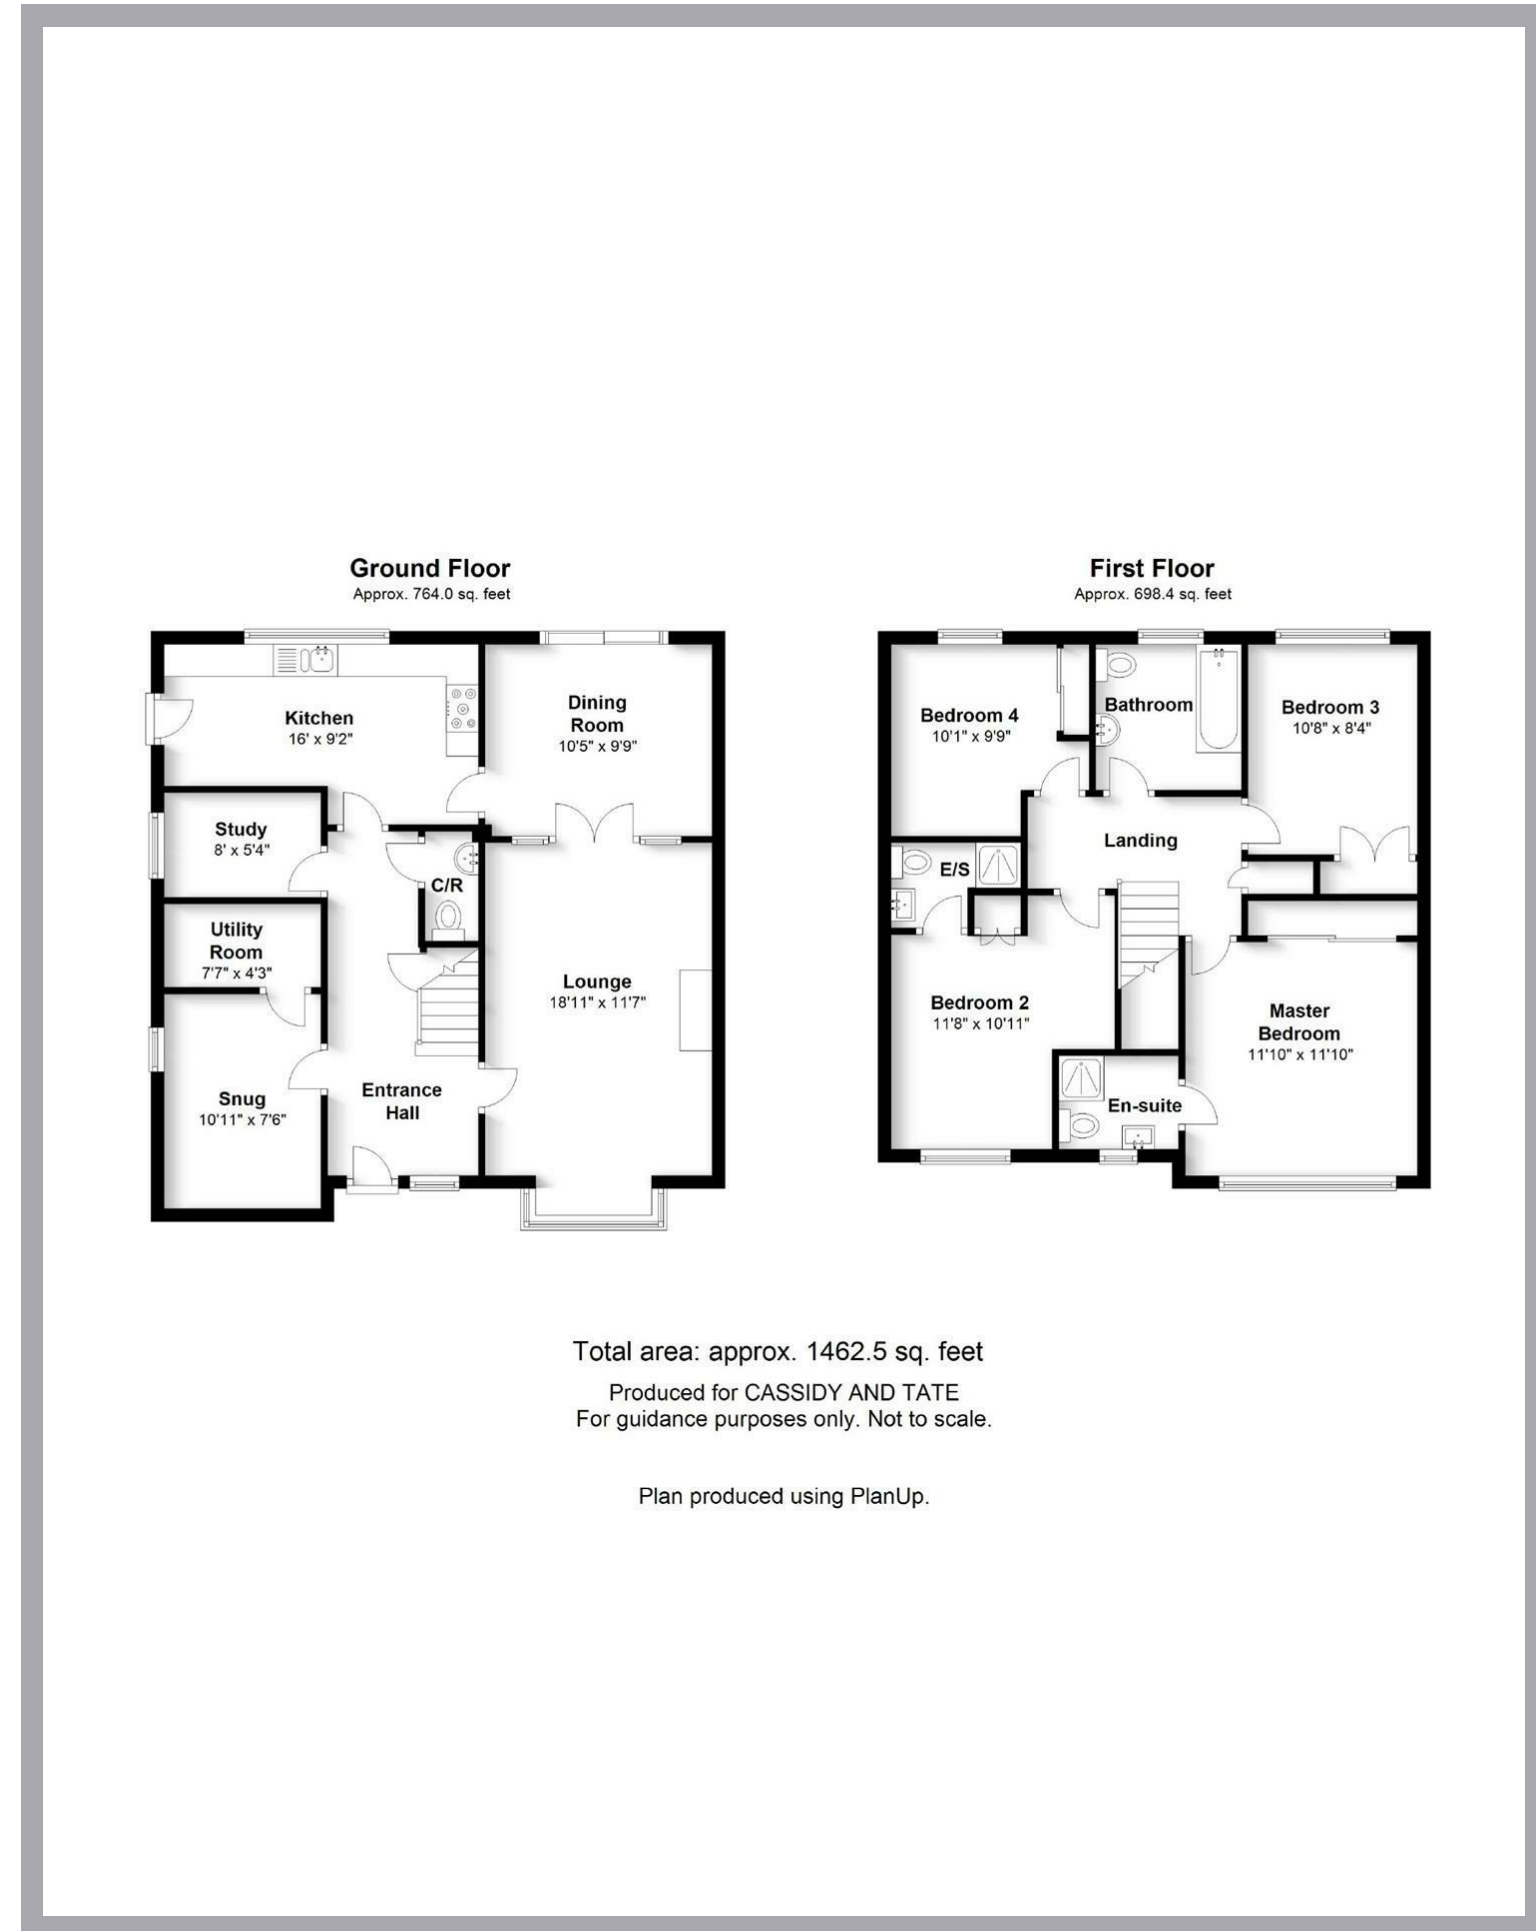 Ground Floor
Approx. 764.0 sq. feet
Kitchen
16' x 9'2"
Dining
Room
10'5" x 9'9"
Study
8' x 5'4"
C/R
Utility
Room
7'7" x 4'3"
Lounge
18'11" x 11'7"
Snug
10'11" x 7'6"
Entrance
Hall
First Floor
Approx. 698.4 sq. feet
Bedroom 4
10'1" x 9'9"
Bathroom
Bedroom 3
10'8" x 8'4"
Landing
E/S
Bedroom 2
11'8" x 10'11"
Master
Bedroom
11'10" x 11'10"
En-suite
Total area: approx. 1462.5 sq. feet
Produced for CASSIDY AND TATE
For guidance purposes only. Not to scale.
Plan produced using PlanUp.